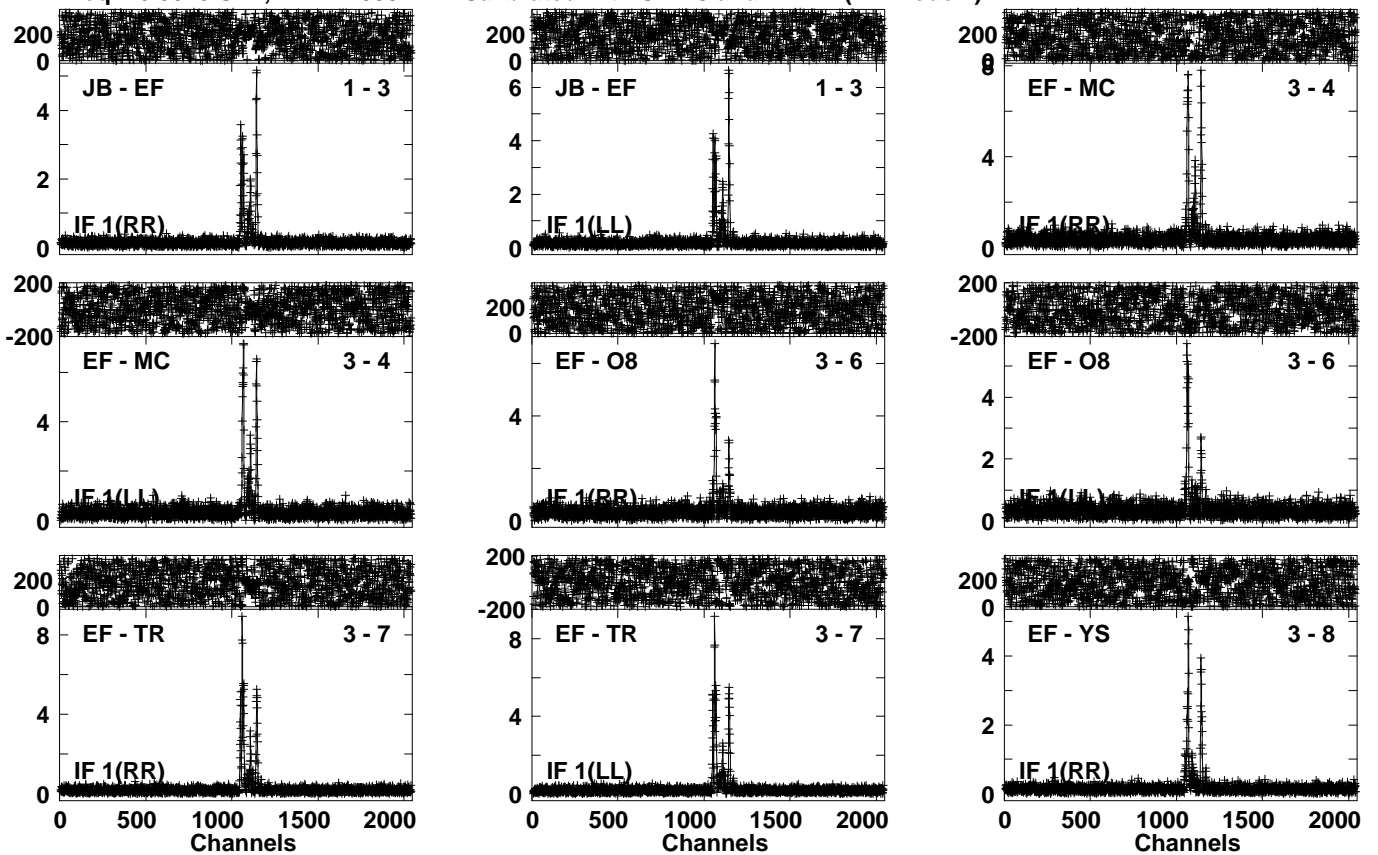 200
0
JB - EF 1 - 3
4
2
0
IF 1(RR)
200
0
JB - EF 1 - 3
6
4
2
0
IF 1(LL)
200
EF - MC 3 - 4
8
4
0
IF 1(RR)
200
-200
EF - MC 3 - 4
4
0
IF 1(LL)
200
0
EF - O8 3 - 6
4
0
IF 1(RR)
200
-200
EF - O8 3 - 6
4
2
0
IF 1(LL)
200
0
EF - TR 3 - 7
8
4
0
IF 1(RR)
0 500 1000 1500 2000
Channels
200
-200
EF - TR 3 - 7
8
4
0
IF 1(LL)
200
0
EF - YS 3 - 8
4
2
0
IF 1(RR)
0 500 1000 1500 2000
Channels